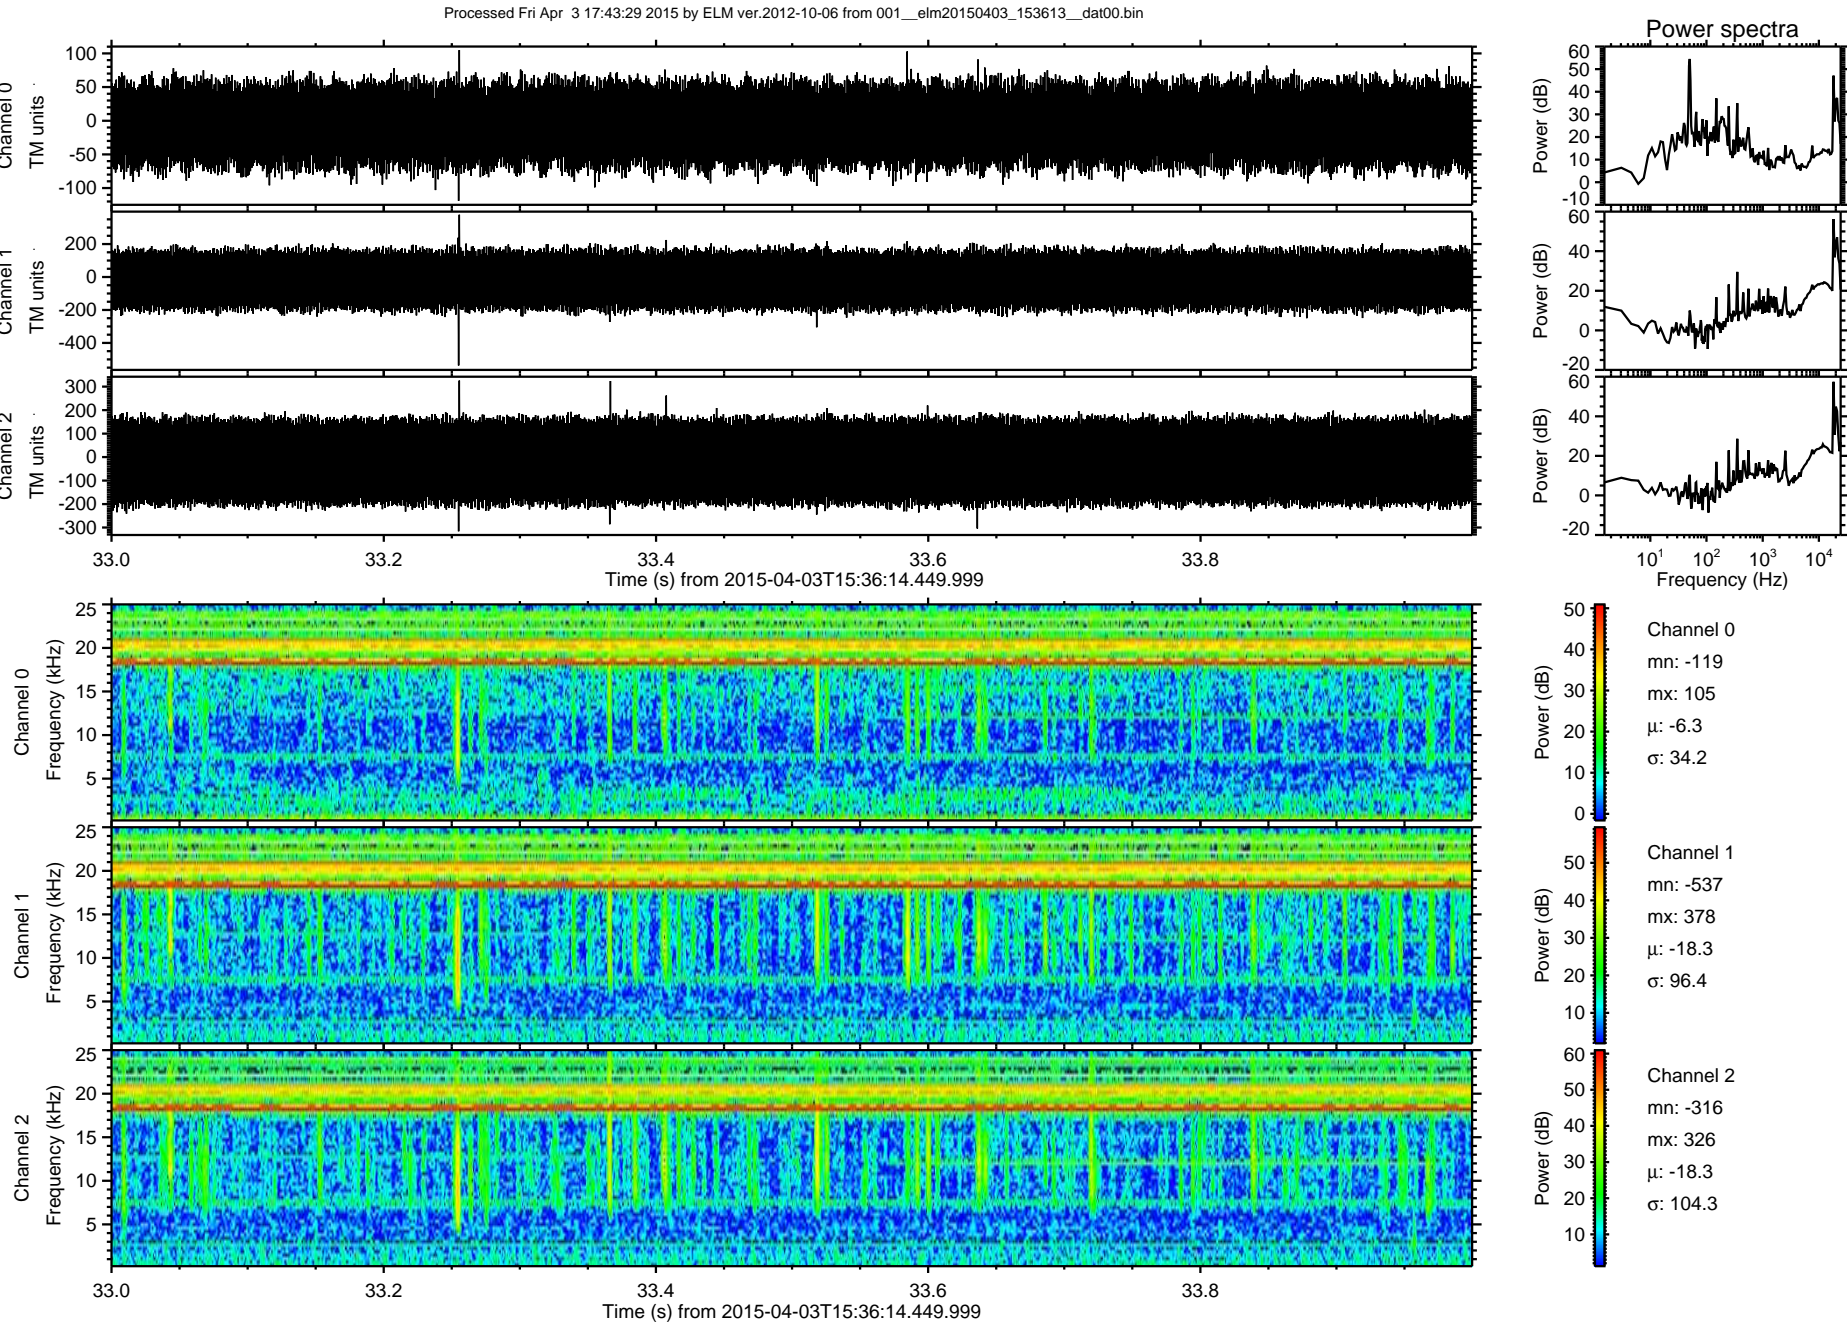 Processed Fri Apr 3 17:43:29 2015 by ELM ver.2012-10-06 from 001__elm20150403_153613__dat00.bin
Power spectra
Channel 0
TM units
100
50
0
-50
-100
Power (dB)
60
50
40
30
20
10
0
-10
Channel 1
TM units
200
0
-200
-400
Power (dB)
60
40
20
0
-20
Channel 2
TM units
300
200
100
0
-100
-200
-300
Power (dB)
60
40
20
0
-20
33.0 33.2 33.4 33.6 33.8
Time (s) from 2015-04-03T15:36:14.449.999
10^1 10^2 10^3 10^4
Frequency (Hz)
Channel 0
Frequency (kHz)
25
20
15
10
5
Power (dB)
50
40
30
20
10
0
Channel 0
mn: -119
mx: 105
µ: -6.3
σ: 34.2
Channel 1
Frequency (kHz)
25
20
15
10
5
Power (dB)
50
40
30
20
10
Channel 1
mn: -537
mx: 378
µ: -18.3
σ: 96.4
Channel 2
Frequency (kHz)
25
20
15
10
5
Power (dB)
60
50
40
30
20
10
Channel 2
mn: -316
mx: 326
µ: -18.3
σ: 104.3
33.0 33.2 33.4 33.6 33.8
Time (s) from 2015-04-03T15:36:14.449.999